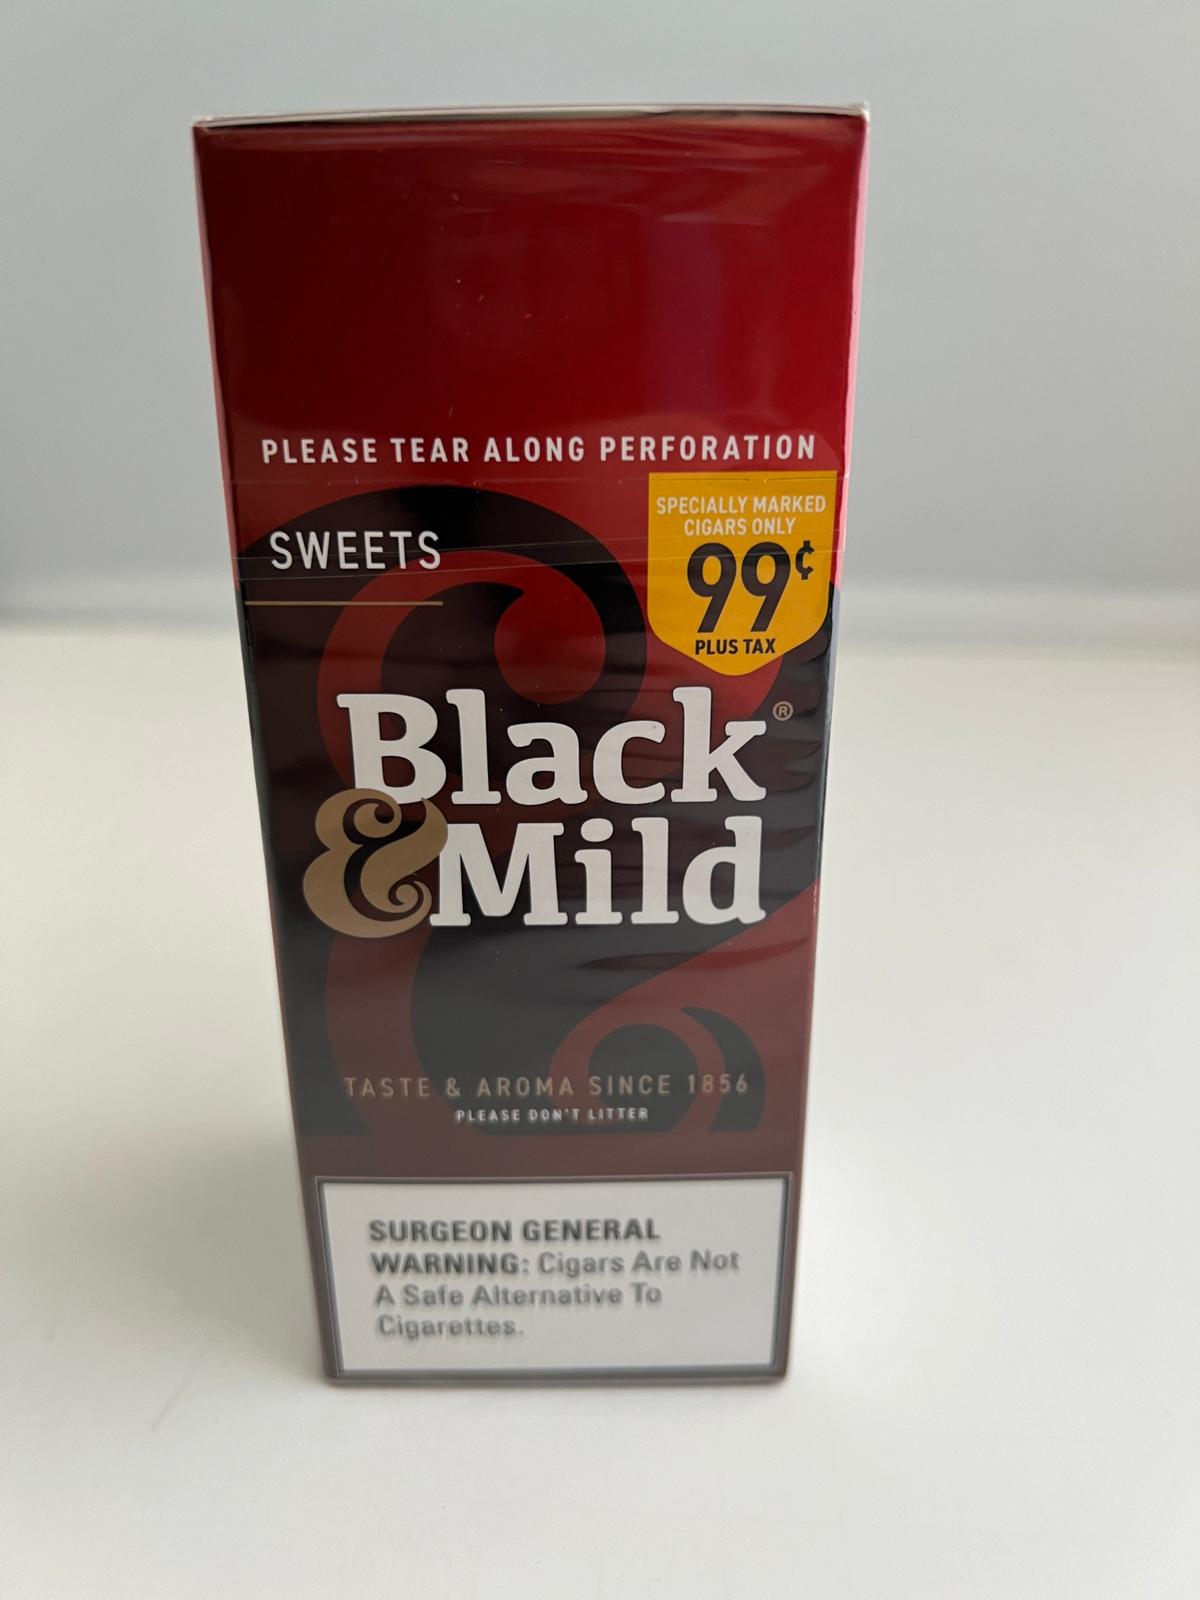 PLEASE TEAR ALONG PERFORATION
SPECIALLY MARKED
CIGARS ONLY
99¢
PLUS TAX
SWEETS
Black®
&Mild
TASTE & AROMA SINCE 1856
PLEASE DON'T LITTER
SURGEON GENERAL
WARNING: Cigars Are Not
A Safe Alternative To
Cigarettes.